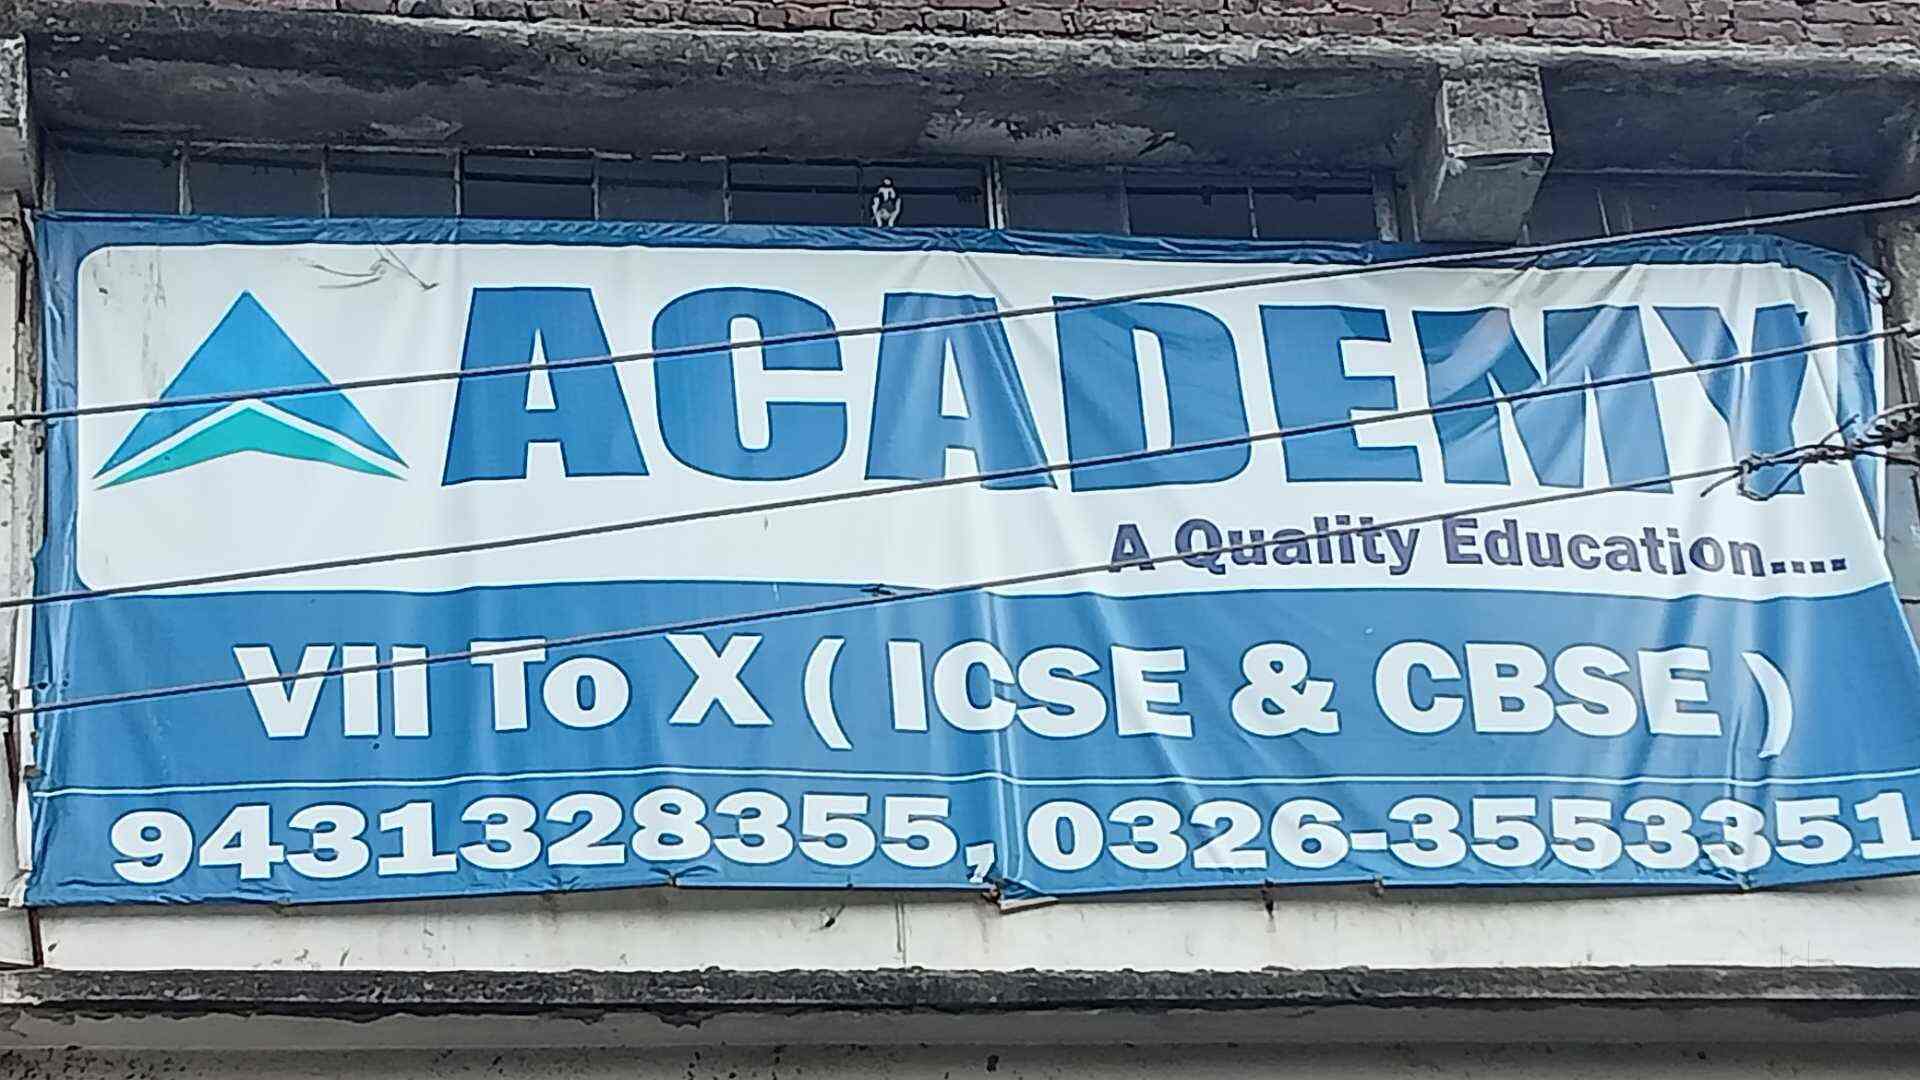 ACADEMY
A Quality Education....
VII To X ( ICSE & CBSE )
9431328355, 0326-3553351